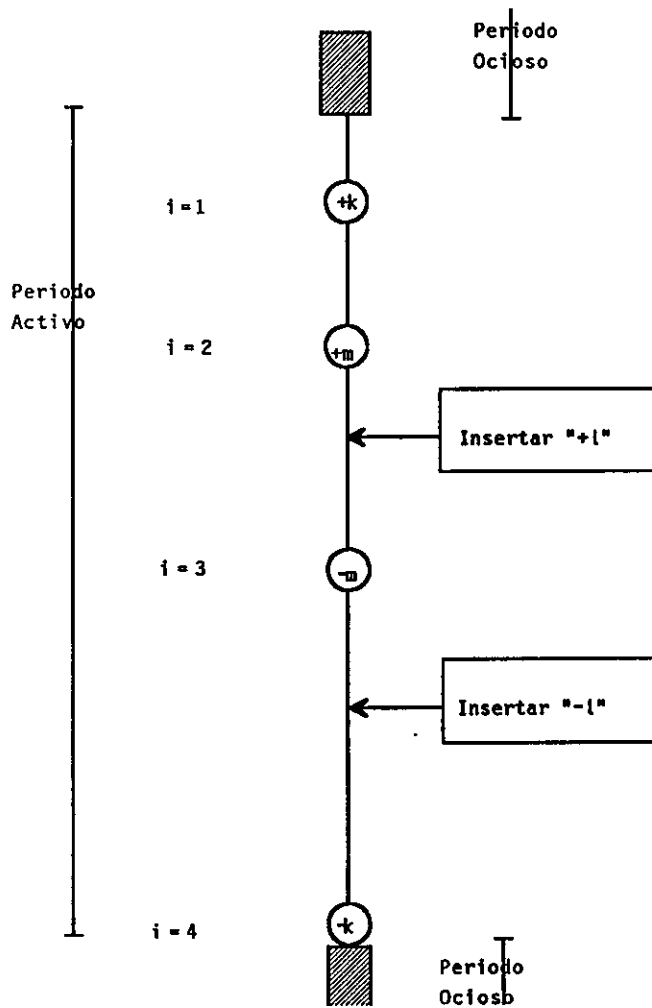 Periodo
Ocioso
i=1
+k
Periodo
Activo
i=2
+m
Insertar "+l"
i=3
-m
Insertar "-l"
i=4
-k
Periodo
Ocioso